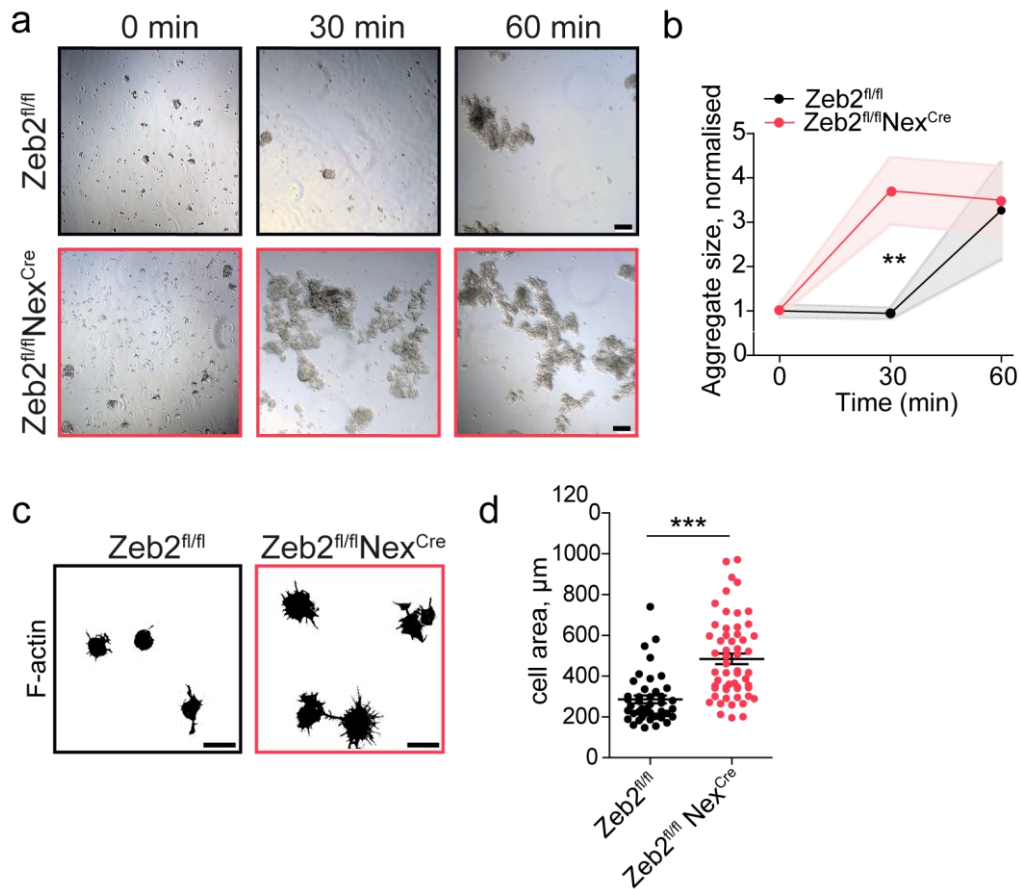 a
0 min 30 min 60 min
Zeb2fl/fl
Zeb2fl/flNexCre
b
Zeb2fl/fl
Zeb2fl/flNexCre
Aggregate size, normalised
5
4
3
2
1
0
**
0 30 60
Time (min)
c
Zeb2fl/fl Zeb2fl/flNexCre
F-actin
d
120
0
1000
800
600
400
200
0
***
cell area, µm
Zeb2fl/fl
Zeb2fl/fl NexCre